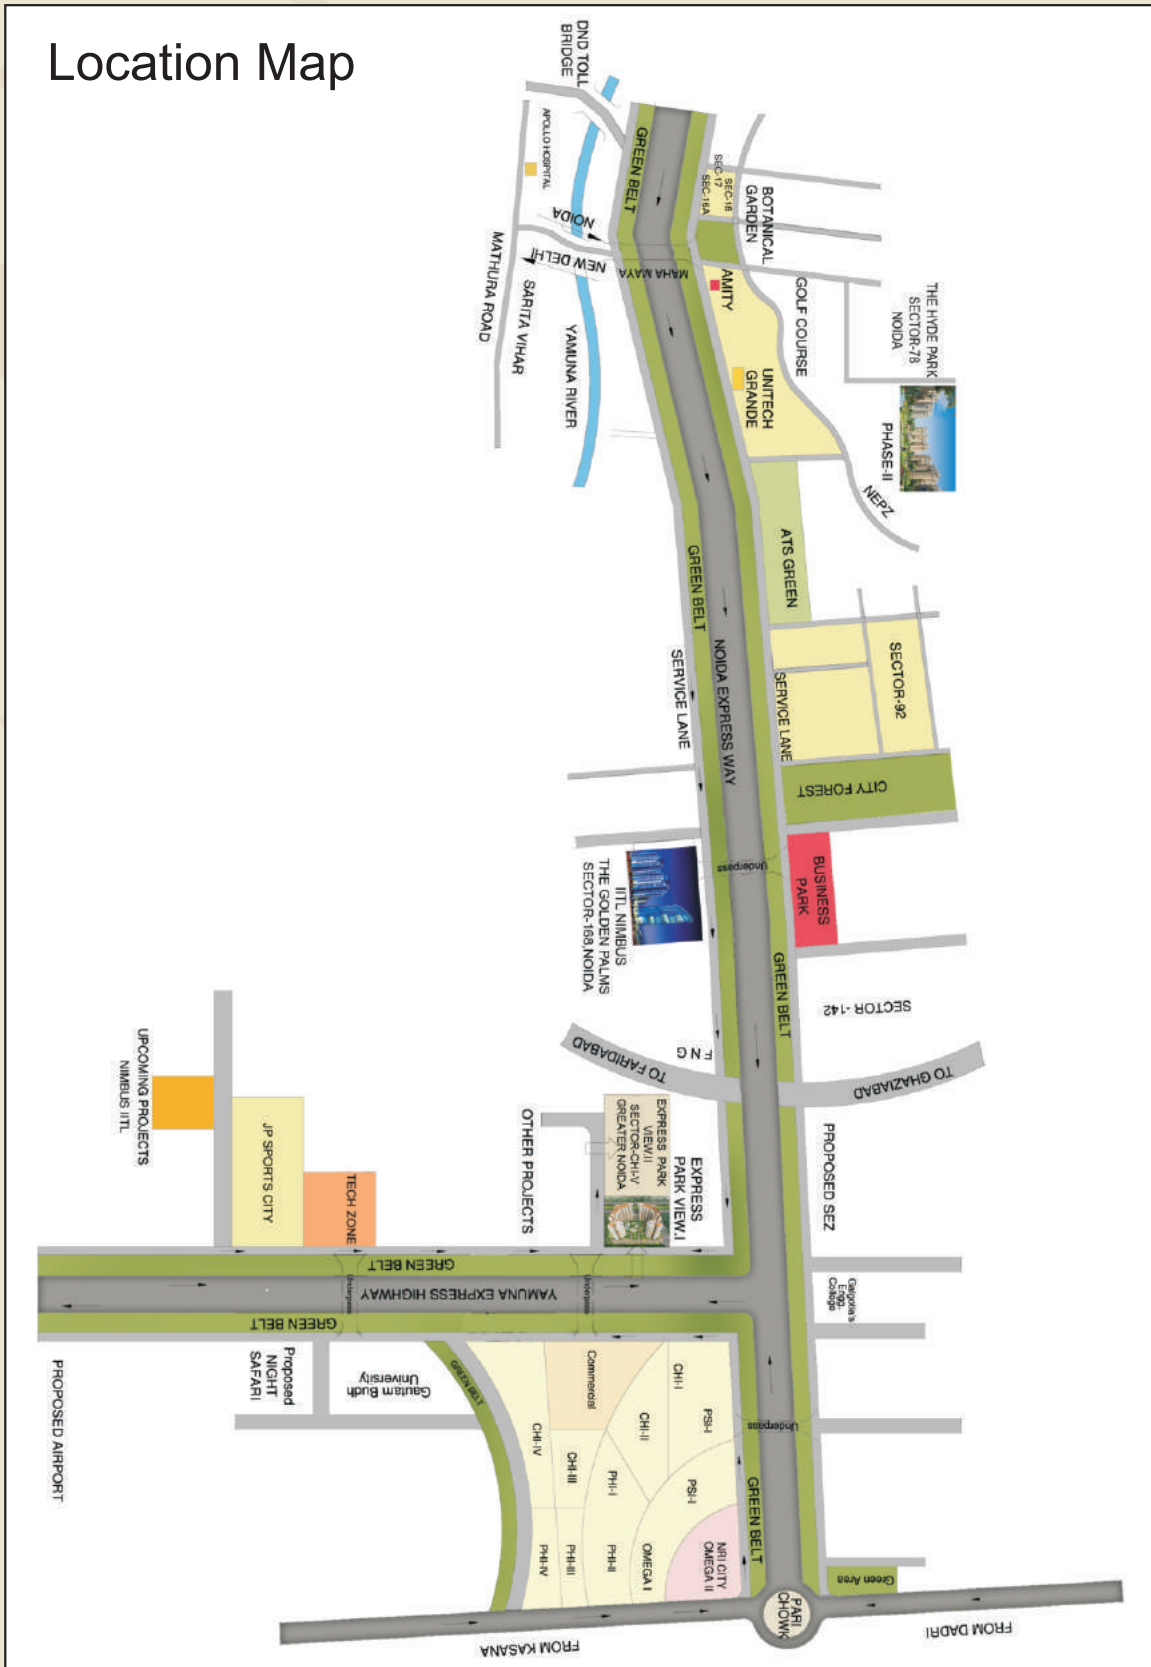 Location Map
DND TOLL
BRIDGE
APOLLO HOSPITAL
GREEN BELT
SEC-17
SEC-18
SEC-16A
BOTANICAL
GARDEN
NOIDA
NEW DELHI
MAHA MAYA
MATHURA ROAD
SARITA VIHAR
YAMUNA RIVER
AMITY
GOLF COURSE
THE HYDE PARK
SECTOR-78
NOIDA
UNITECH
GRANDE
PHASE-II
NEPZ
ATS GREEN
GREEN BELT
NOIDA EXPRESS WAY
SERVICE LANE
SERVICE LANE
SECTOR-92
CITY FOREST
Underpass
BUSINESS
PARK
IITL NIMBUS
THE GOLDEN PALMS
SECTOR-168,NOIDA
GREEN BELT
SECTOR -142
F N G
TO FARIDABAD
TO GHAZIABAD
UPCOMING PROJECTS
NIMBUS IITL
JP SPORTS CITY
TECH ZONE
OTHER PROJECTS
EXPRESS PARK
VIEW.II
SECTOR-CHI-V
GREATER NOIDA
EXPRESS
PARK VIEW.I
PROPOSED SEZ
GREEN BELT
Underpass
YAMUNA EXPRESS HIGHWAY
Underpass
GREEN BELT
Galgotia's
Engg.
College
PROPOSED AIRPORT
Proposed
NIGHT
SAFARI
Gautam Budh
University
GREEN BELT
Commercial
CHI-I
CHI-II
PSI-I
Underpass
CHI-IV
CHI-III
PHI-I
PSI-I
GREEN BELT
PHI-IV
PHI-III
PHI-II
OMEGA I
NRI CITY
OMEGA II
Green Area
PARI
CHOWK
FROM KASANA
FROM DADRI